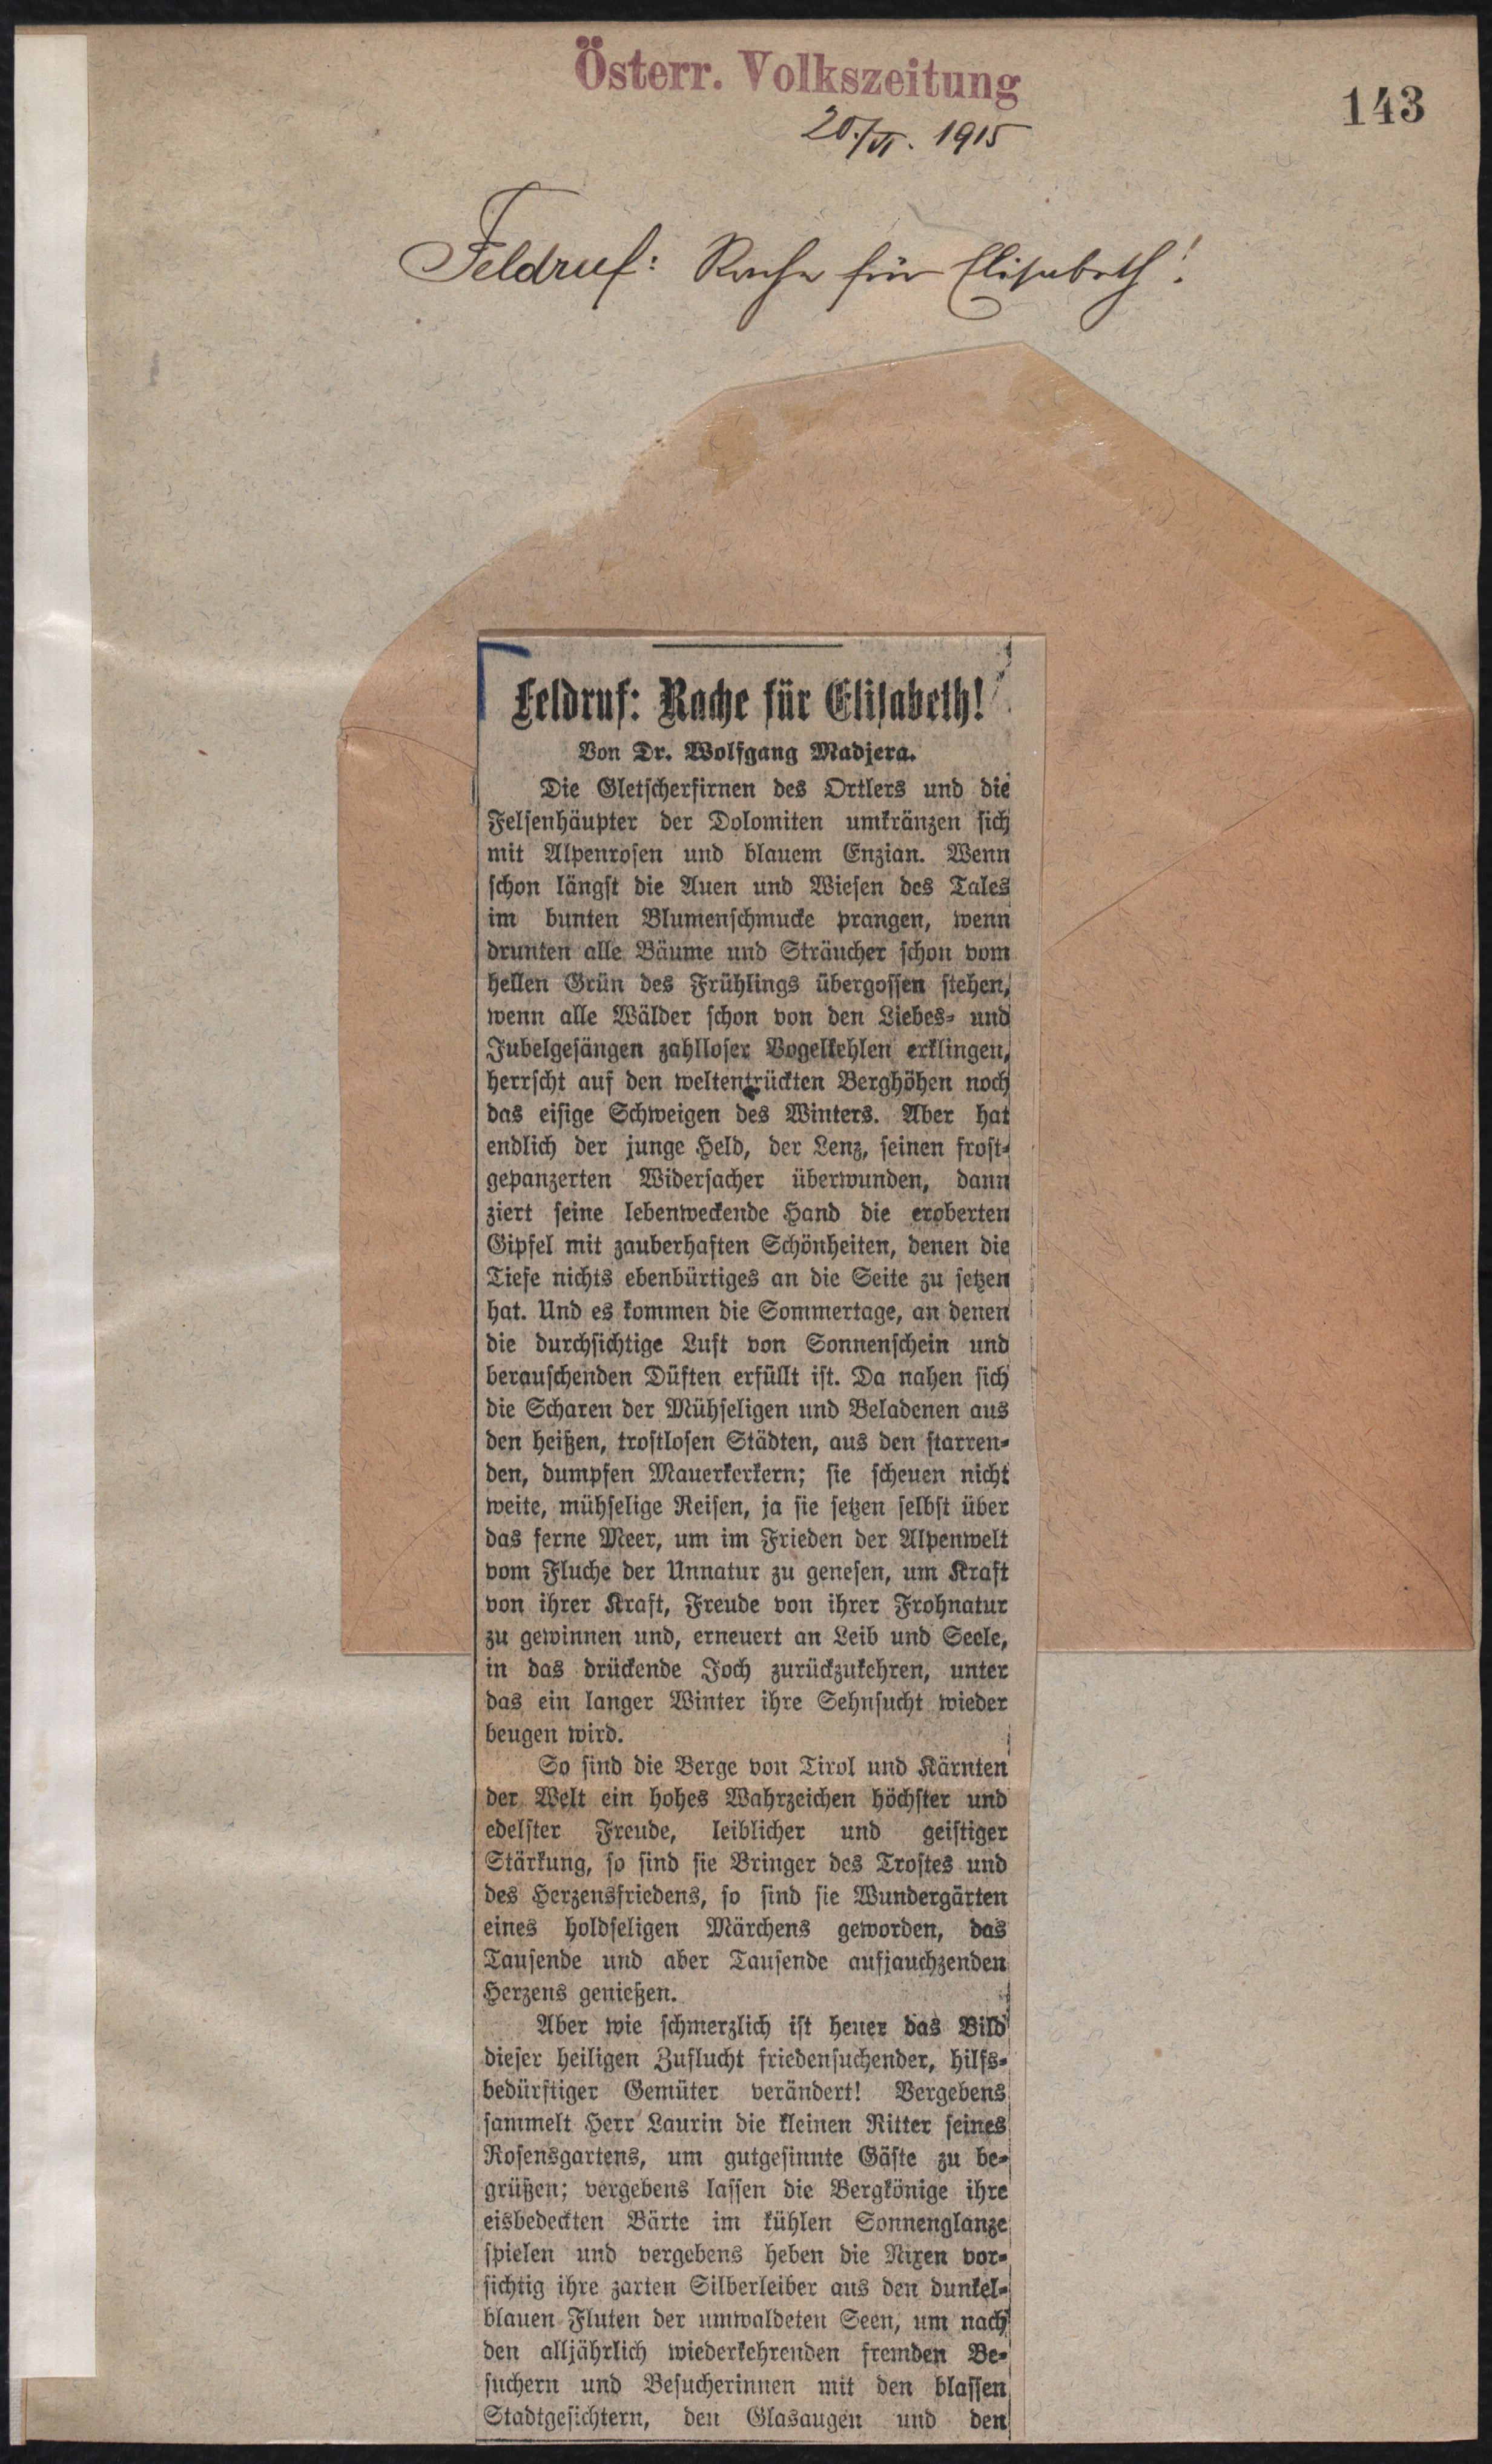 Österr. Volkszeitung
143
20./VI. 1915
Feldruf: Rache für Elisabeth!
Feldruf: Rache für Elisabeth!
Von Dr. Wolfgang Madjera.
Die Gletscherfirnen des Ortlers und die
Felsenhäupter der Dolomiten umkränzen sich
mit Alpenrosen und blauem Enzian. Wenn
schon längst die Auen und Wiesen des Tales
im bunten Blumenschmucke prangen, wenn
drunten alle Bäume und Sträucher schon vom
hellen Grün des Frühlings übergossen stehen,
wenn alle Wälder schon von den Liebes- und
Jubelgesängen zahlloser Vogelkehlen erklingen,
herrscht auf den weltentrückten Berghöhen noch
das eisige Schweigen des Winters. Aber hat
endlich der junge Held, der Lenz, seinen frost-
gepanzerten Widersacher überwunden, dann
ziert seine lebenweckende Hand die eroberten
Gipfel mit zauberhaften Schönheiten, denen die
Tiefe nichts ebenbürtiges an die Seite zu setzen
hat. Und es kommen die Sommertage, an denen
die durchsichtige Luft von Sonnenschein und
berauschenden Düften erfüllt ist. Da nahen sich
die Scharen der Mühseligen und Beladenen aus
den heißen, trostlosen Städten, aus den starren-
den, dumpfen Mauerkerkern; sie scheuen nicht
weite, mühselige Reisen, ja sie setzen selbst über
das ferne Meer, um im Frieden der Alpenwelt
vom Fluche der Unnatur zu genesen, um Kraft
von ihrer Kraft, Freude von ihrer Frohnatur
zu gewinnen und, erneuert an Leib und Seele,
in das drückende Joch zurückzukehren, unter
das ein langer Winter ihre Sehnsucht wieder
beugen wird.
So sind die Berge von Tirol und Kärnten
der Welt ein hohes Wahrzeichen höchster und
edelster Freude, leiblicher und geistiger
Stärkung, so sind sie Bringer des Trostes und
des Herzensfriedens, so sind sie Wundergärten
eines holdseligen Märchens geworden, das
Tausende und aber Tausende aufjauchzenden
Herzens genießen.
Aber wie schmerzlich ist heuer das Bild
dieser heiligen Zuflucht friedensuchender, hilfs-
bedürftiger Gemüter verändert! Vergebens
sammelt Herr Laurin die kleinen Ritter seines
Rosensgartens, um gutgesinnte Gäste zu be-
grüßen; vergebens lassen die Bergkönige ihre
eisbedeckten Bärte im kühlen Sonnenglanze
spielen und vergebens heben die Nixen vor-
sichtig ihre zarten Silberleiber aus den dunkel-
blauen Fluten der umwaldeten Seen, um nach
den alljährlich wiederkehrenden fremden Be-
suchern und Besucherinnen mit den blassen
Stadtgesichtern, den Glasaugen und den